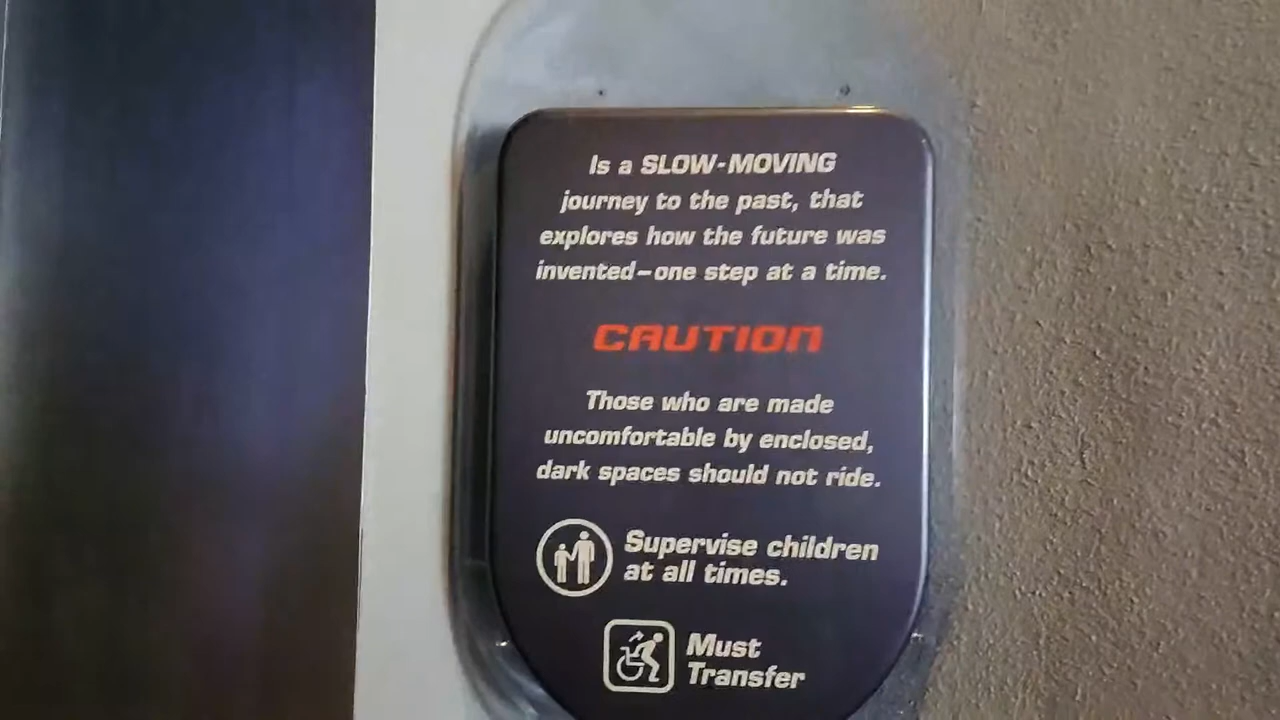 Is a SLOW-MOVING
journey to the past, that
explores how the future was
invented–one step at a time.
CAUTION
Those who are made
uncomfortable by enclosed,
dark spaces should not ride.
Supervise children
at all times.
Must
Transfer